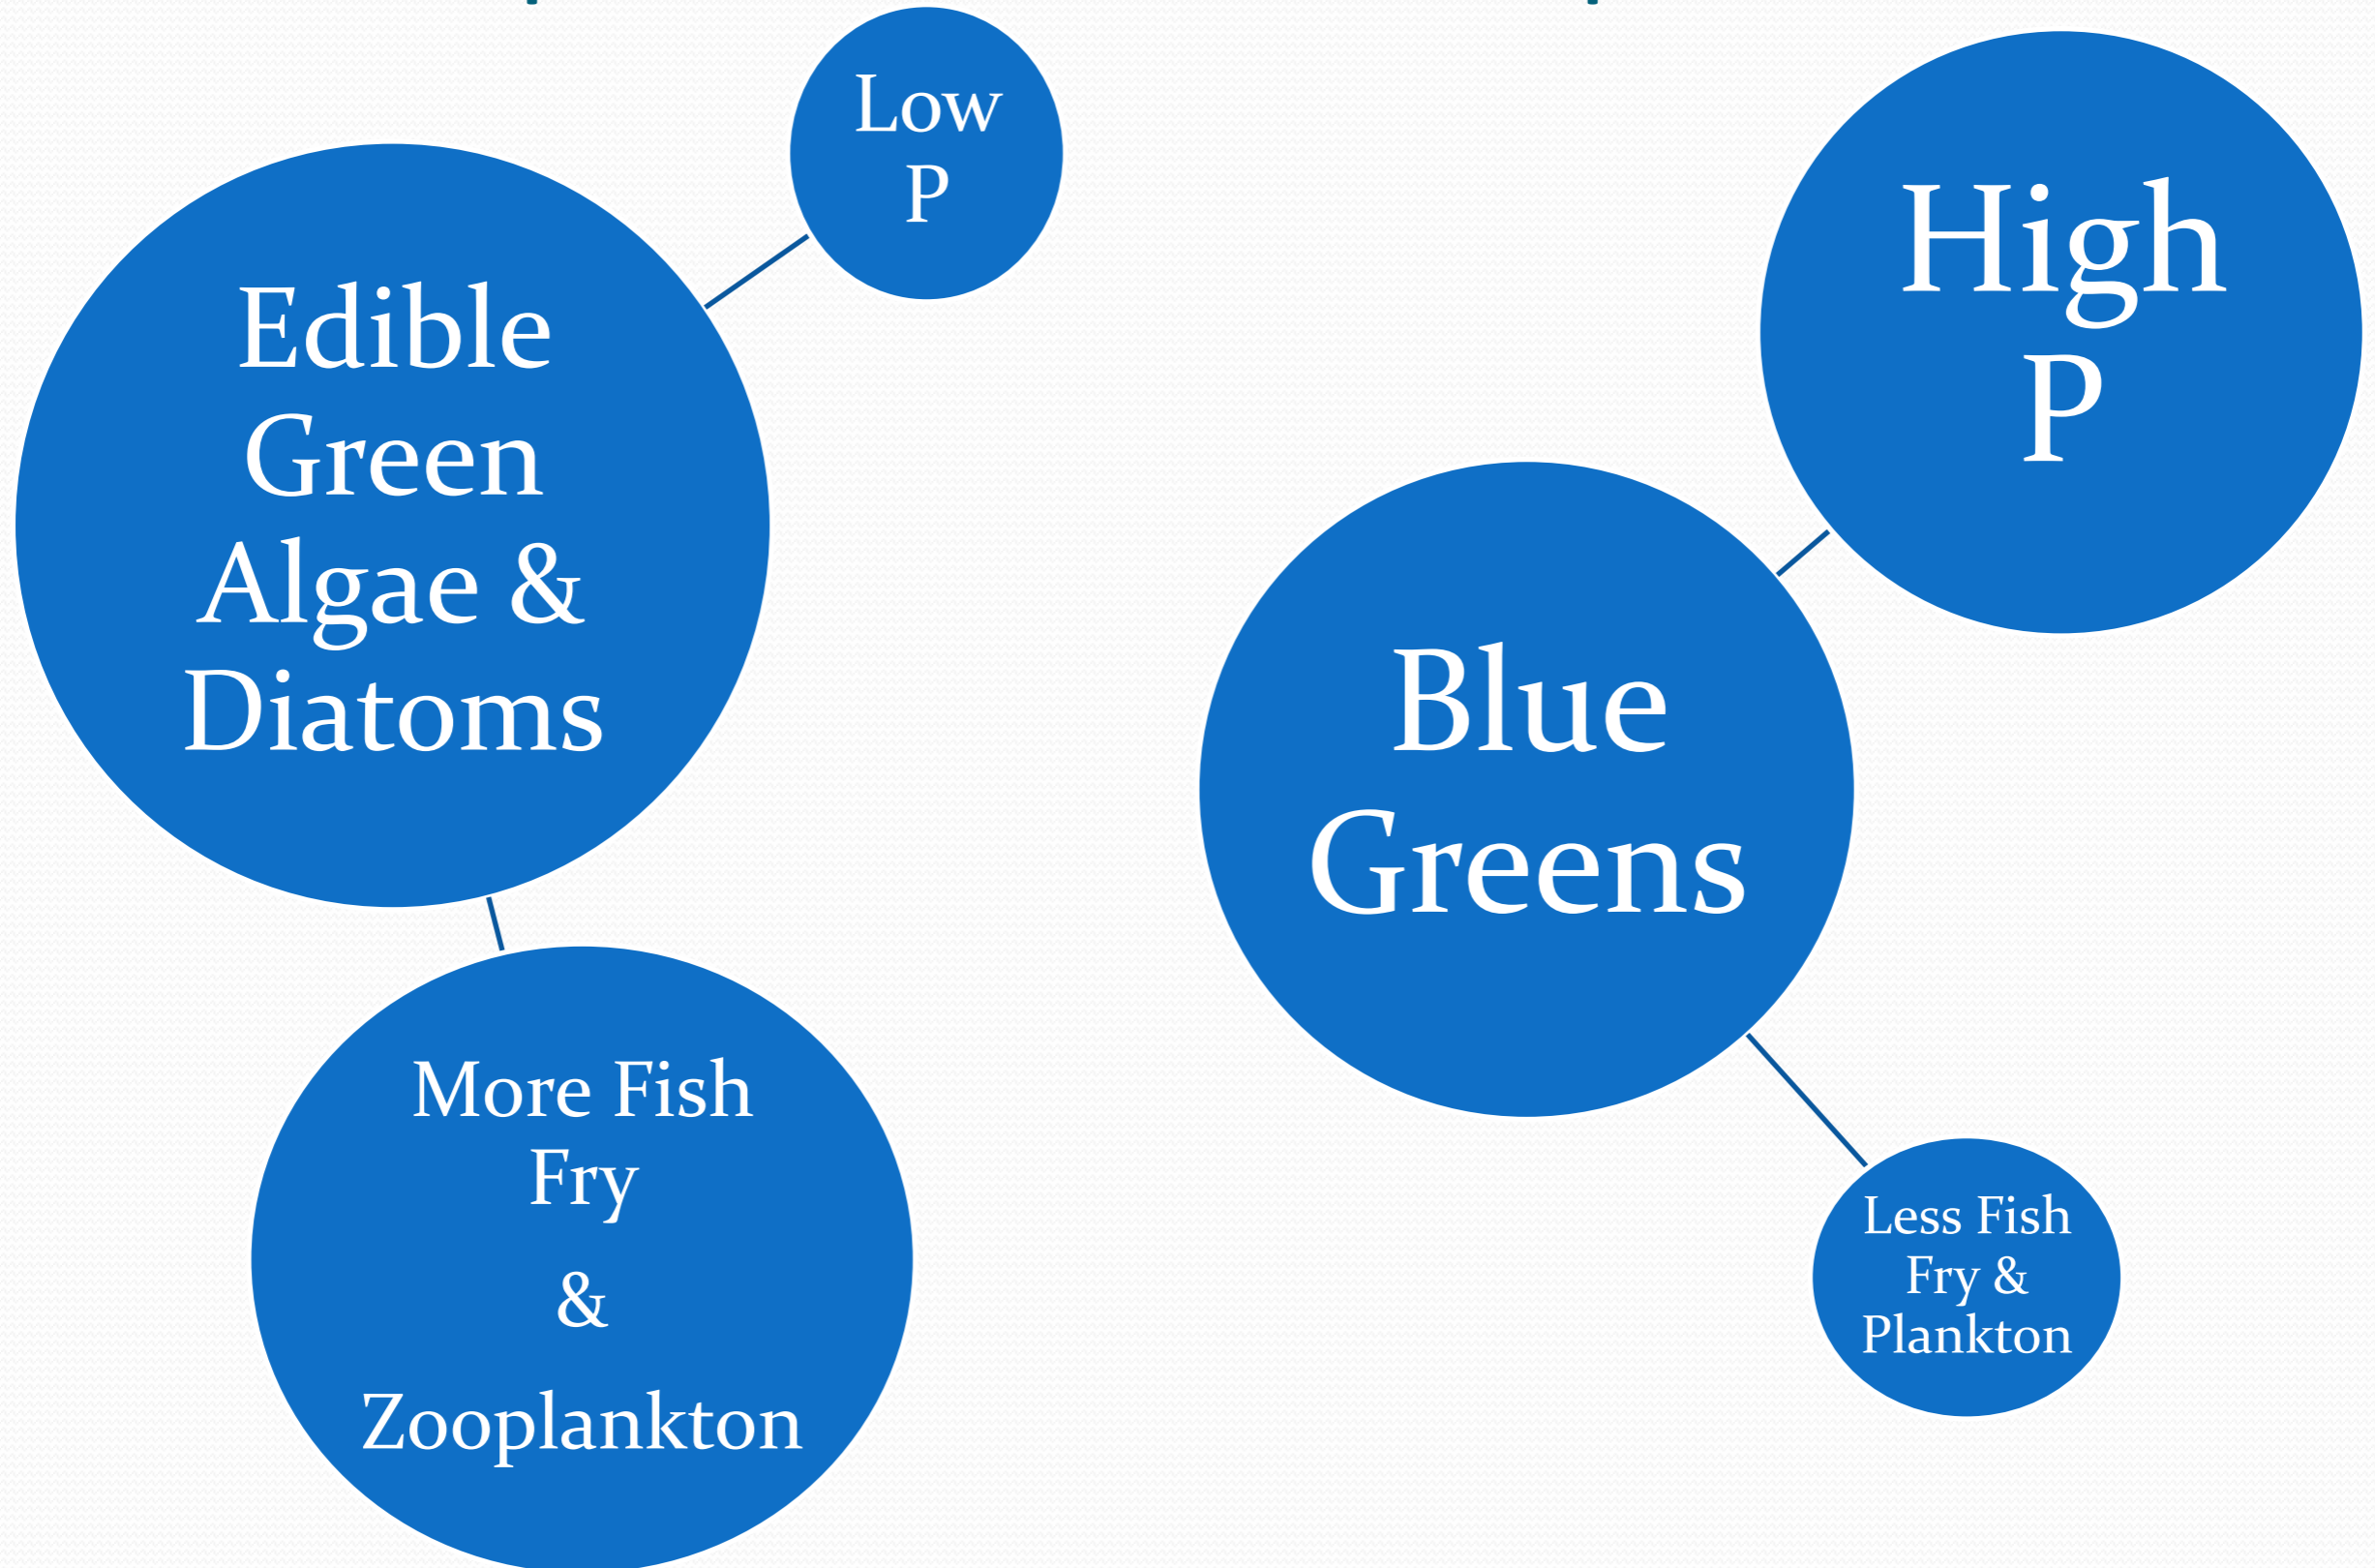 Low
P
Edible
Green
Algae &
Diatoms
More Fish
Fry
&
Zooplankton
High
P
Blue
Greens
Less Fish
Fry &
Plankton